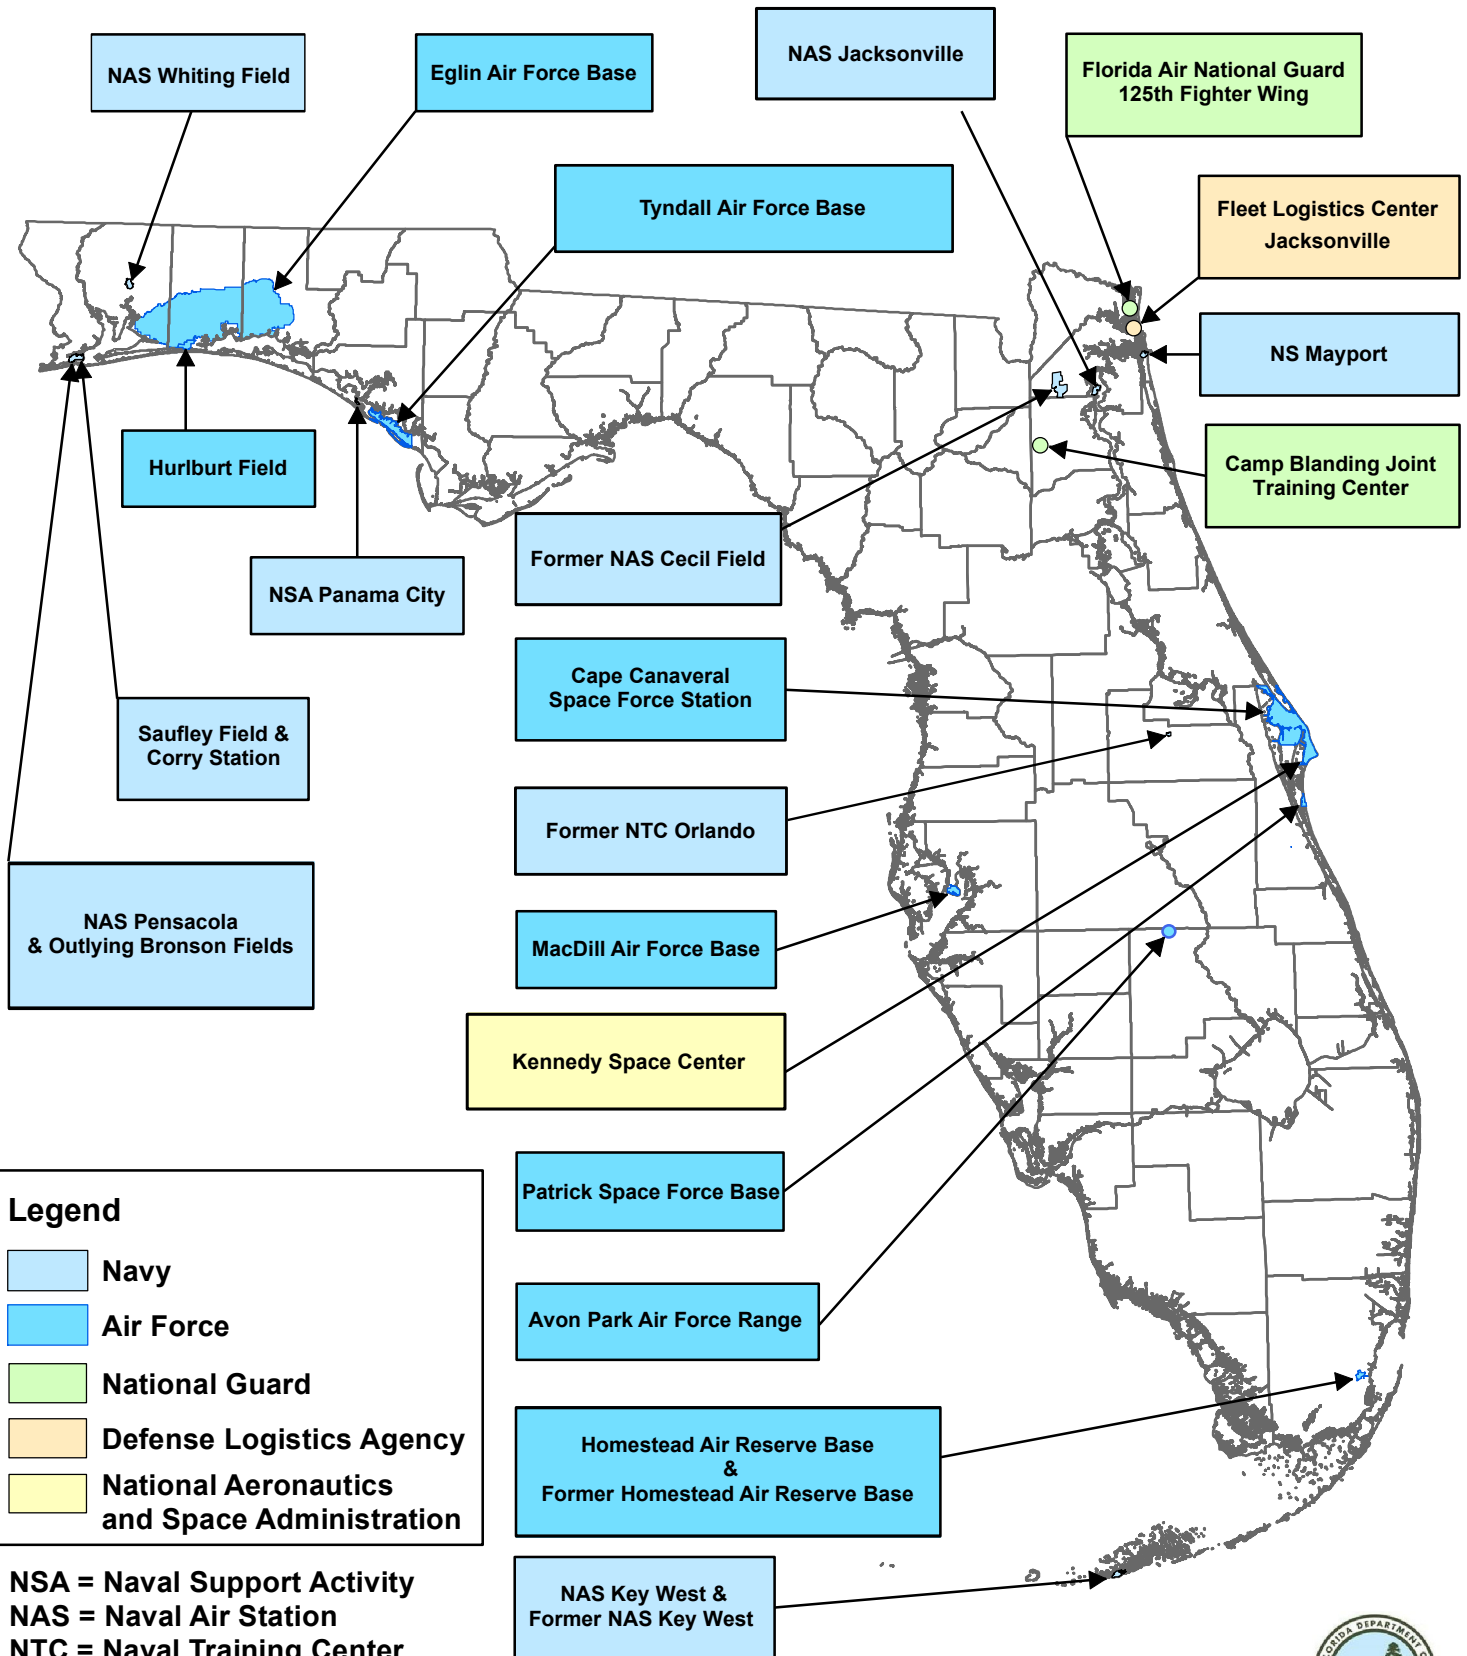 NAS Whiting Field
Eglin Air Force Base
NAS Jacksonville
Florida Air National Guard
125th Fighter Wing
Tyndall Air Force Base
Fleet Logistics Center
Jacksonville
NS Mayport
Hurlburt Field
Camp Blanding Joint
Training Center
Former NAS Cecil Field
NSA Panama City
Cape Canaveral
Space Force Station
Saufley Field &
Corry Station
Former NTC Orlando
NAS Pensacola
& Outlying Bronson Fields
MacDill Air Force Base
Kennedy Space Center
Patrick Space Force Base
Avon Park Air Force Range
Homestead Air Reserve Base
&
Former Homestead Air Reserve Base
NAS Key West &
Former NAS Key West
Legend
Navy
Air Force
National Guard
Defense Logistics Agency
National Aeronautics
and Space Administration
NSA = Naval Support Activity
NAS = Naval Air Station
NTC = Naval Training Center
DEPARTMENT